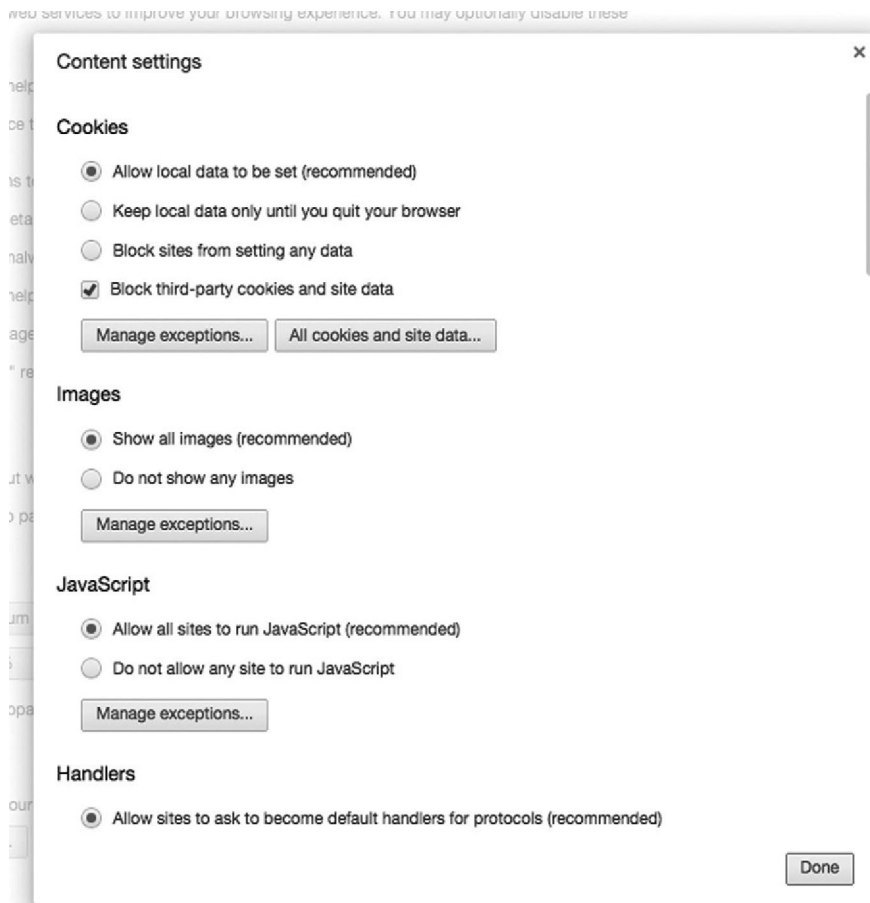 web services to improve your browsing experience. You may optionally disable these
Content settings
×
Cookies
Allow local data to be set (recommended)
Keep local data only until you quit your browser
Block sites from setting any data
Block third-party cookies and site data
Manage exceptions... All cookies and site data...
Images
Show all images (recommended)
Do not show any images
Manage exceptions...
JavaScript
Allow all sites to run JavaScript (recommended)
Do not allow any site to run JavaScript
Manage exceptions...
Handlers
Allow sites to ask to become default handlers for protocols (recommended)
Done